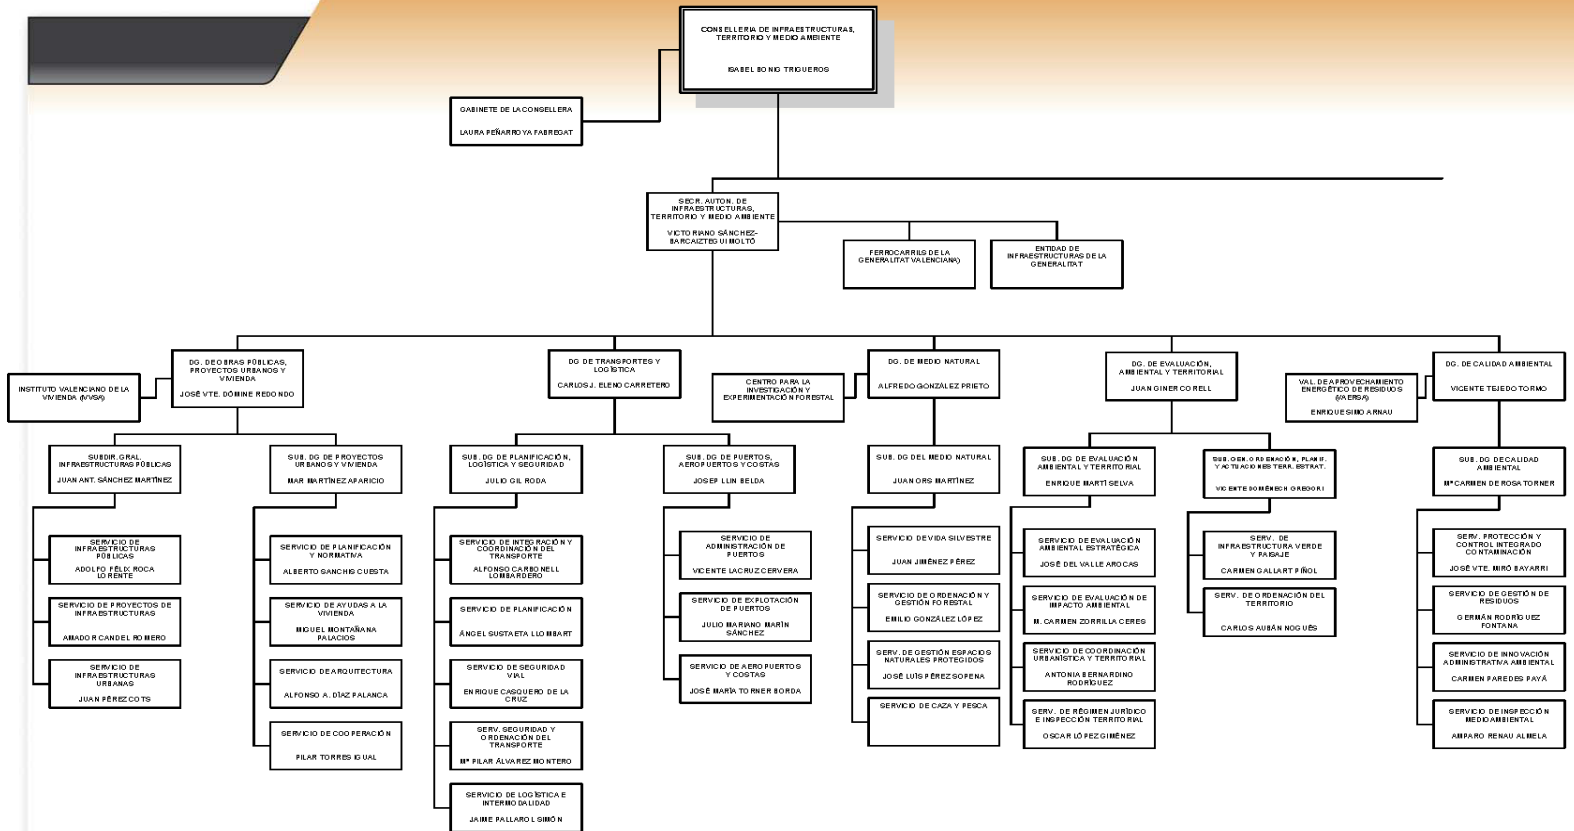 CONSELLERIA DE INFRAESTRUCTURAS,
TERRITORIO Y MEDIO AMBIENTE
ISABEL BONIG TRIGUEROS
GABINETE DE LA CONSELLERA
LAURA PEÑARROYA FABREGAT
SECR. AUTON. DE
INFRAESTRUCTURAS,
TERRITORIO Y MEDIO AMBIENTE
VICTORIANO SÁNCHEZ-
BARCAIZTEGUI MOLTÓ
FERROCARRILS DE LA
GENERALITAT VALENCIANA)
ENTIDAD DE
INFRAESTRUCTURAS DE LA
GENERALITAT
DG. DE OBRAS PÚBLICAS,
PROYECTOS URBANOS Y
VIVIENDA
JOSÉ VTE. DÓMINE REDONDO
INSTITUTO VALENCIANO DE LA
VIVIENDA (IVVSA)
DG DE TRANSPORTES Y
LOGÍSTICA
CARLOS J. ELENO CARRETERO
DG. DE MEDIO NATURAL
ALFREDO GONZÁLEZ PRIETO
CENTRO PARA LA
INVESTIGACIÓN Y
EXPERIMENTACIÓN FORESTAL
DG. DE EVALUACIÓN,
AMBIENTAL Y TERRITORIAL
JUAN GINER CORELL
DG. DE CALIDAD AMBIENTAL
VICENTE TEJEDO TORMO
VAL. DE APROVECHAMIENTO
ENERGÉTICO DE RESIDUOS
(VAERSA)
ENRIQUE SIMO ARNAU
SUBDIR. GRAL.
INFRAESTRUCTURAS PÚBLICAS
JUAN ANT. SÁNCHEZ MARTÍNEZ
SERVICIO DE
INFRAESTRUCTURAS
PÚBLICAS
ADOLFO FÉLIX ROCA
LORENTE
SERVICIO DE PROYECTOS DE
INFRAESTRUCTURAS
AMADOR CANDEL ROMERO
SERVICIO DE
INFRAESTRUCTURAS
URBANAS
JUAN PÉREZ COTS
SUB. DG DE PROYECTOS
URBANOS Y VIVIENDA
MAR MARTÍNEZ APARICIO
SERVICIO DE PLANIFICACIÓN
Y NORMATIVA
ALBERTO SANCHIS CUESTA
SERVICIO DE AYUDAS A LA
VIVIENDA
MIGUEL MONTAÑANA
PALACIOS
SERVICIO DE ARQUITECTURA
ALFONSO A. DÍAZ PALANCA
SERVICIO DE COOPERACIÓN
PILAR TORRES IGUAL
SUB. DG DE PLANIFICACIÓN,
LOGÍSTICA Y SEGURIDAD
JULIO GIL RODA
SERVICIO DE INTEGRACIÓN Y
COORDINACIÓN DEL
TRANSPORTE
ALFONSO CARBONELL
LOMBARDERO
SERVICIO DE PLANIFICACIÓN
ÁNGEL SUSTAETA LLOMBART
SERVICIO DE SEGURIDAD
VIAL
ENRIQUE CASQUERO DE LA
CRUZ
SERV. SEGURIDAD Y
ORDENACIÓN DEL
TRANSPORTE
Mª PILAR ÁLVAREZ MONTERO
SERVICIO DE LOGÍSTICA E
INTERMODALIDAD
JAIME PALLAROL SIMÓN
SUB. DG DE PUERTOS,
AEROPUERTOS Y COSTAS
JOSEP LLIN BELDA
SERVICIO DE
ADMINISTRACIÓN DE
PUERTOS
VICENTE LACRUZ CERVERA
SERVICIO DE EXPLOTACIÓN
DE PUERTOS
JULIO MARIANO MARÍN
SÁNCHEZ
SERVICIO DE AEROPUERTOS
Y COSTAS
JOSÉ MARÍA TORNER BORDA
SUB. DG DEL MEDIO NATURAL
JUAN ORS MARTÍNEZ
SERVICIO DE VIDA SILVESTRE
JUAN JIMÉNEZ PÉREZ
SERVICIO DE ORDENACIÓN Y
GESTIÓN FORESTAL
EMILIO GONZÁLEZ LÓPEZ
SERV. DE GESTIÓN ESPACIOS
NATURALES PROTEGIDOS
JOSÉ LUÍS PÉREZ SOPENA
SERVICIO DE CAZA Y PESCA
SUB. DG DE EVALUACIÓN
AMBIENTAL Y TERRITORIAL
ENRIQUE MARTÍ SELVA
SERVICIO DE EVALUACIÓN
AMBIENTAL ESTRATÉGICA
JOSÉ DEL VALLE AROCAS
SERVICIO DE EVALUACIÓN DE
IMPACTO AMBIENTAL
M. CARMEN ZORRILLA CERES
SERVICIO DE COORDINACIÓN
URBANÍSTICA Y TERRITORIAL
ANTONIA BERNARDINO
RODRÍGUEZ
SERV. DE RÉGIMEN JURÍDICO
E INSPECCIÓN TERRITORIAL
OSCAR LÓPEZ GIMÉNEZ
SUB. GEN. ORDENACIÓN, PLANIF.
Y ACTUACIONES TERR. ESTRAT.
VICENTE DOMÉNECH GREGORI
SERV. DE
INFRAESTRUCTURA VERDE
Y PAISAJE
CARMEN GALLART PIÑOL
SERV. DE ORDENACIÓN DEL
TERRITORIO
CARLOS AUBÁN NOGUÉS
SUB. DG DE CALIDAD
AMBIENTAL
Mª CARMEN DE ROSA TORNER
SERV. PROTECCIÓN Y
CONTROL INTEGRADO
CONTAMINACIÓN
JOSÉ VTE. MIRÓ BAYARRI
SERVICIO DE GESTIÓN DE
RESIDUOS
GERMÁN RODRÍGUEZ
FONTANA
SERVICIO DE INNOVACIÓN
ADMINISTRATIVA AMBIENTAL
CARMEN PAREDES PAYÁ
SERVICIO DE INSPECCIÓN
MEDIOAMBIENTAL
AMPARO RENAU ALMELA